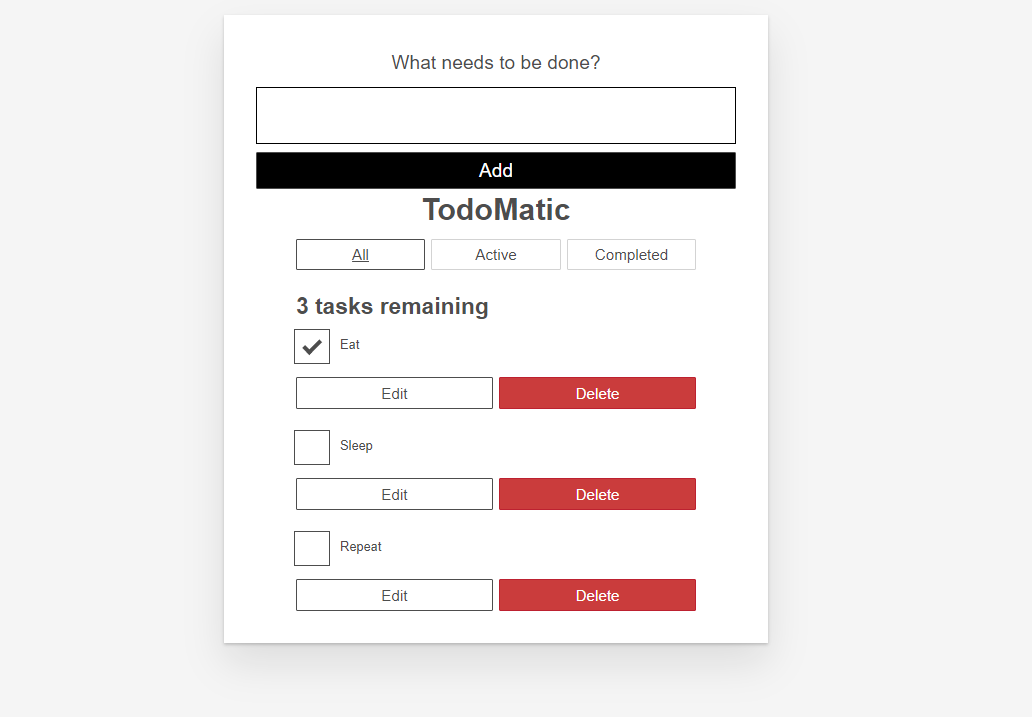 What needs to be done?
Add
TodoMatic
All Active Completed
3 tasks remaining
Eat
Edit Delete
Sleep
Edit Delete
Repeat
Edit Delete